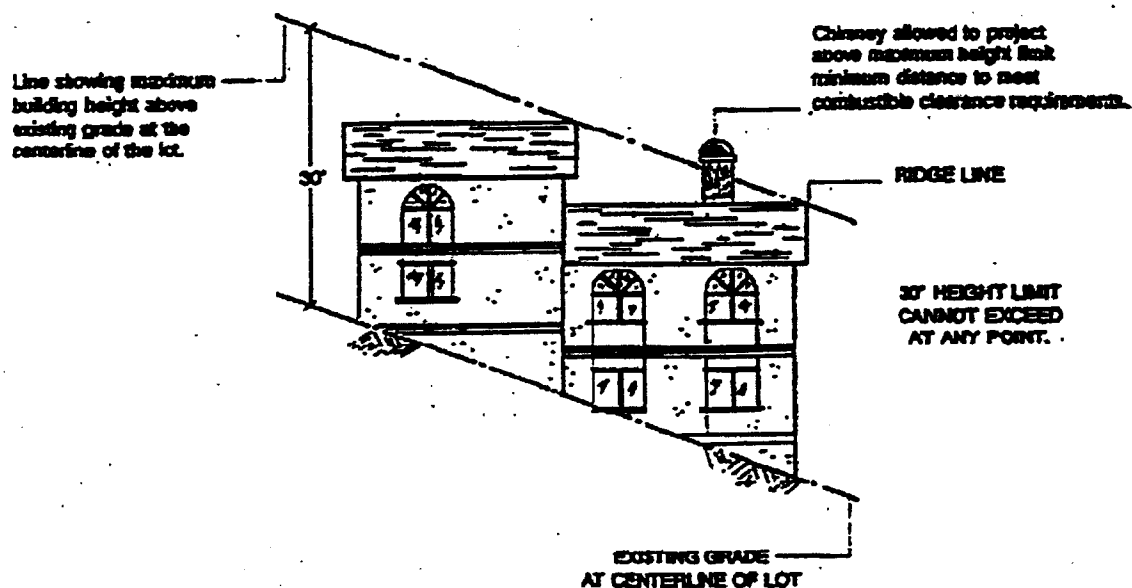 Line showing maximum
building height above
existing grade at the
centerline of the lot.
30'
Chimney allowed to project
above maximum height limit
minimum distance to meet
combustible clearance requirements.
RIDGE LINE
30' HEIGHT LIMIT
CANNOT EXCEED
AT ANY POINT.
EXISTING GRADE
AT CENTERLINE OF LOT